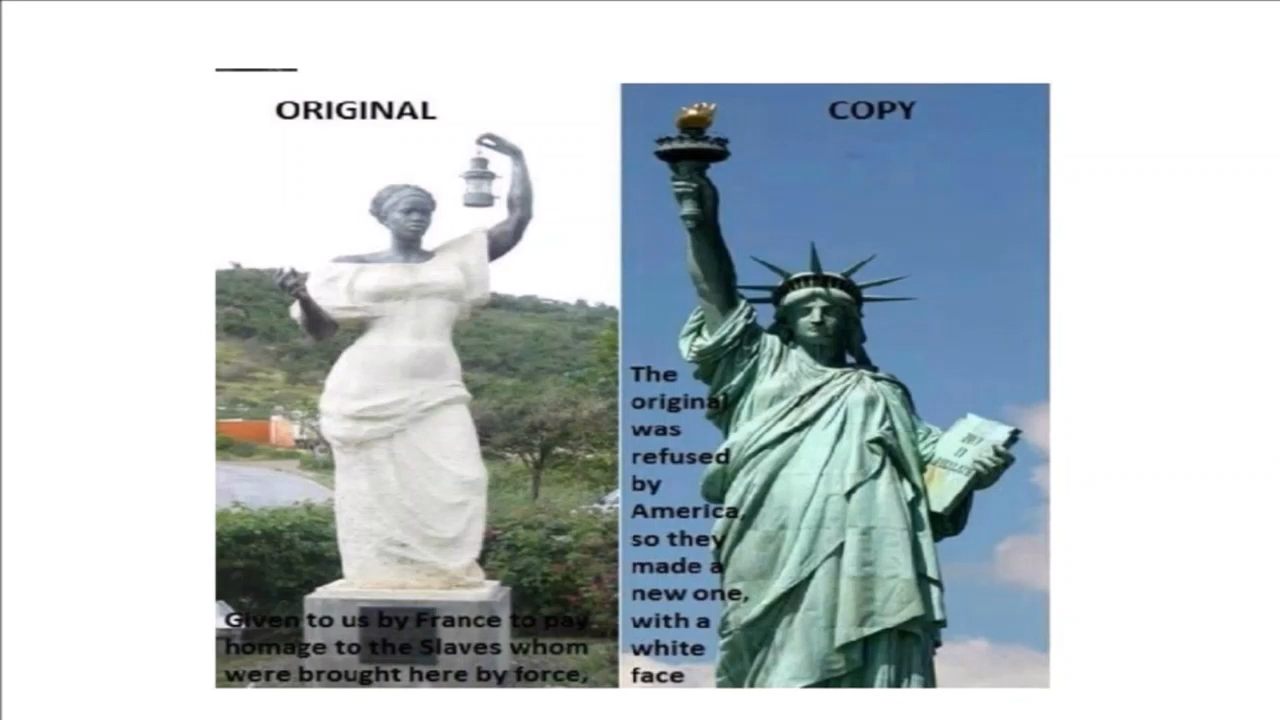 ORIGINAL
Given to us by France to pay
homage to the Slaves whom
were brought here by force,
COPY
The
original
was
refused
by
America,
so they
made a
new one,
with a
white
face